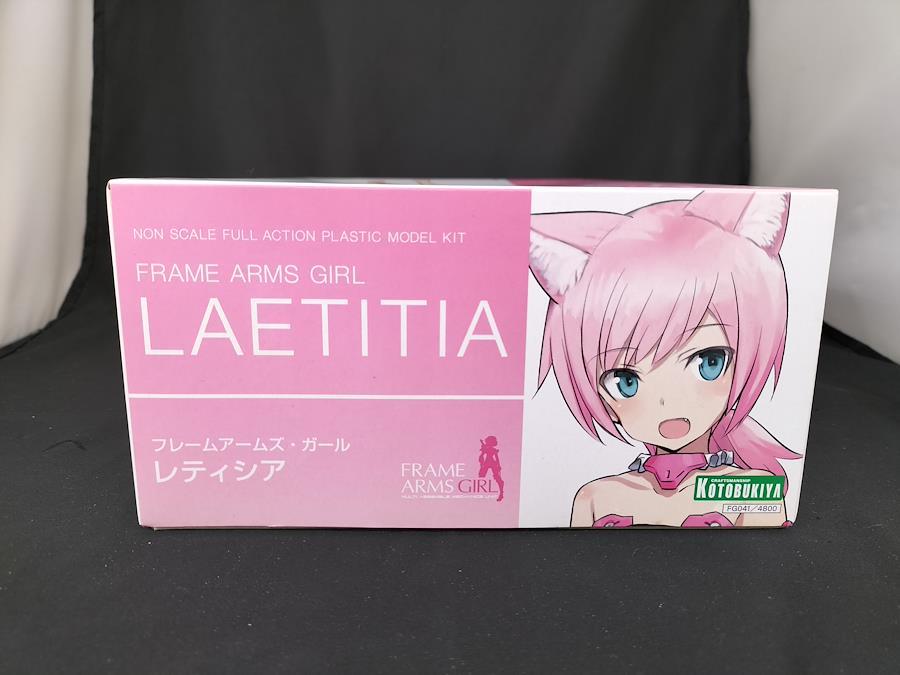 NON SCALE FULL ACTION PLASTIC MODEL KIT
FRAME ARMS GIRL
LAETITIA
フレームアームズ・ガール
レティシア
FRAME
ARMS GIRL
CRAFTSMANSHIP
KOTOBUKIYA
FG041/4800